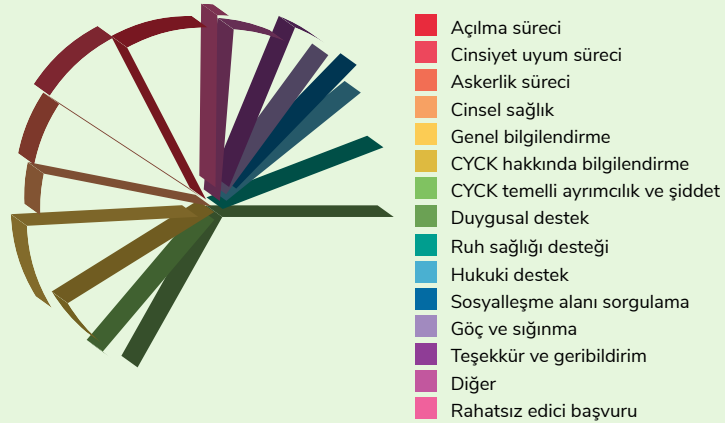 Açılma süreci
Cinsiyet uyum süreci
Askerlik süreci
Cinsel sağlık
Genel bilgilendirme
CYCK hakkında bilgilendirme
CYCK temelli ayrımcılık ve şiddet
Duygusal destek
Ruh sağlığı desteği
Hukuki destek
Sosyalleşme alanı sorgulama
Göç ve sığınma
Teşekkür ve geribildirim
Diğer
Rahatsız edici başvuru